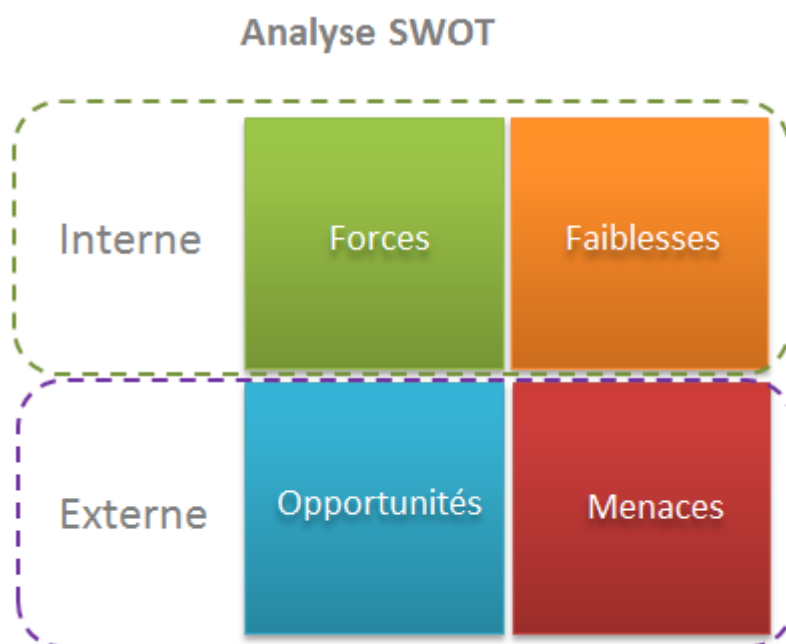 Analyse SWOT
Interne
Forces
Faiblesses
Externe
Opportunités
Menaces